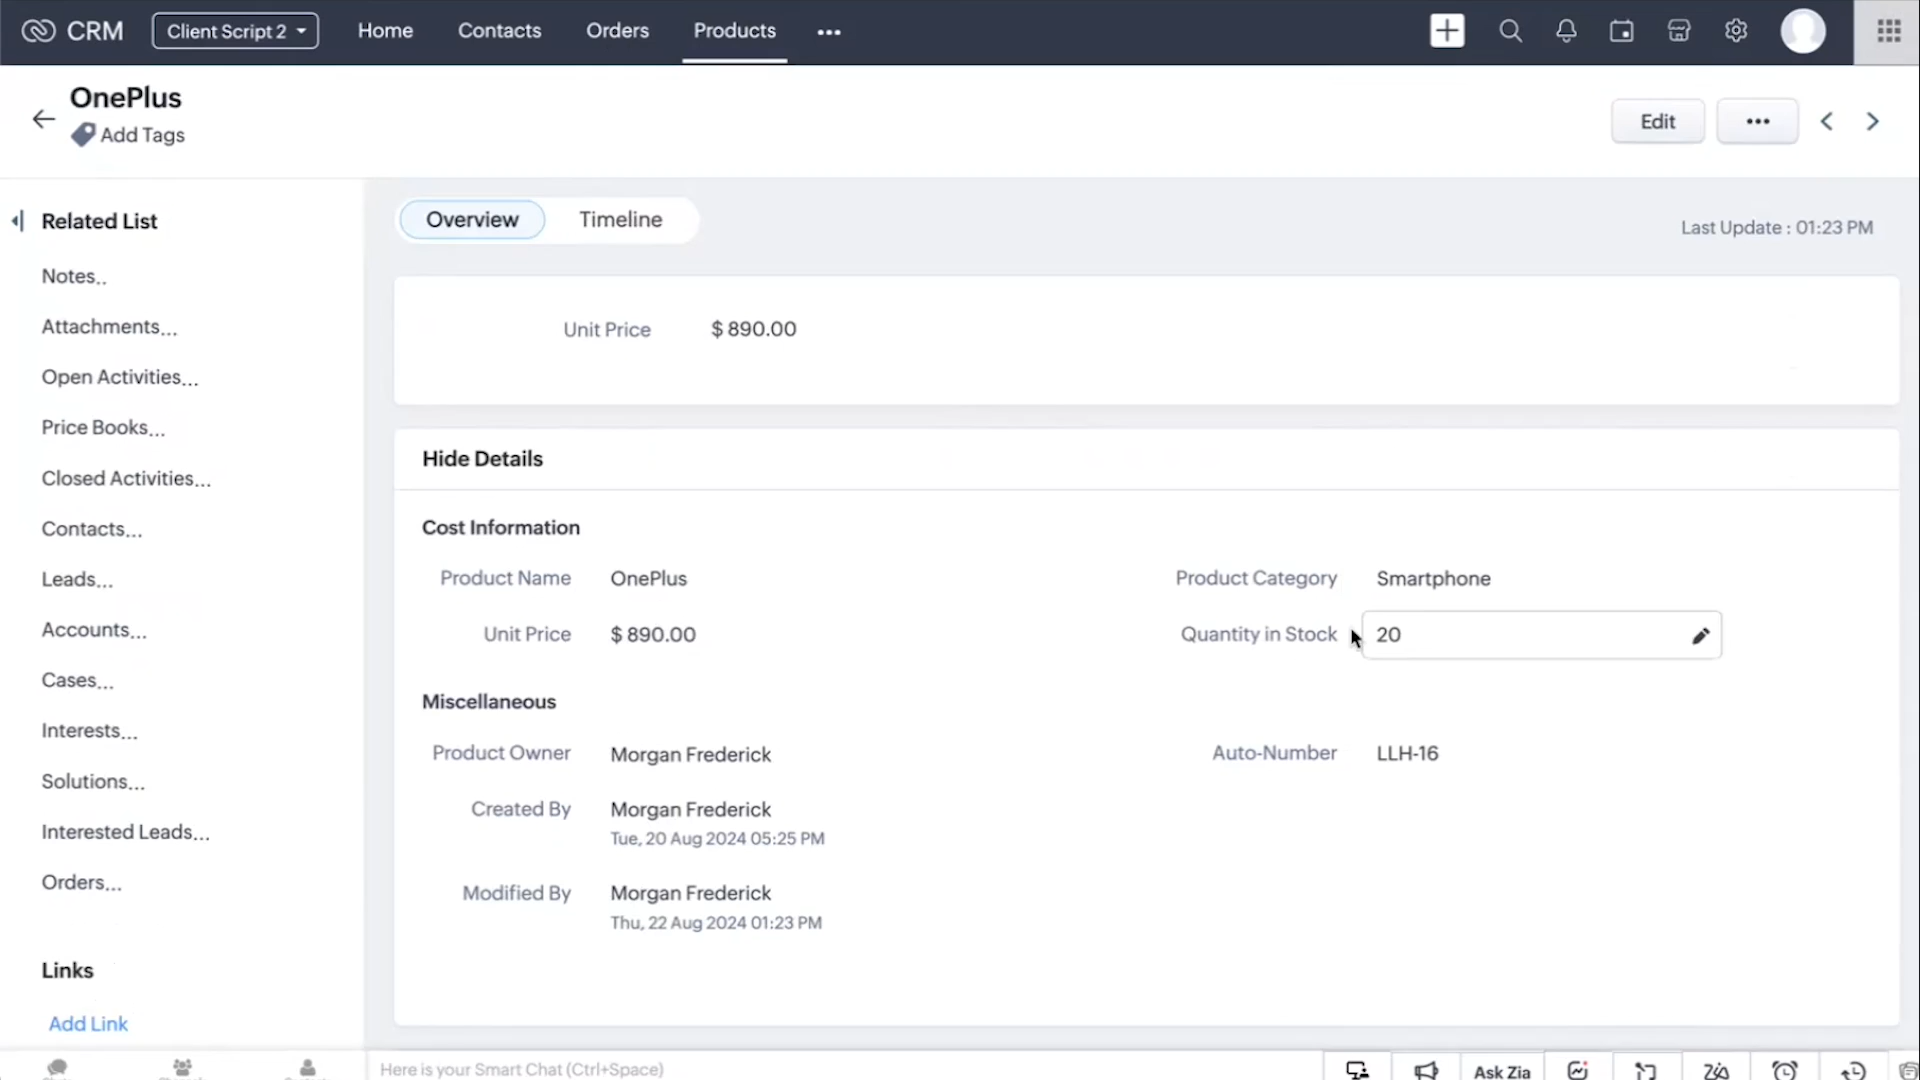 CRM
Client Script 2
Home
Contacts
Orders
Products
OnePlus
Add Tags
Edit
Related List
Notes..
Attachments...
Open Activities...
Price Books...
Closed Activities...
Contacts...
Leads...
Accounts...
Cases...
Interests...
Solutions...
Interested Leads...
Orders...
Links
Add Link
Overview
Timeline
Last Update : 01:23 PM
Unit Price $ 890.00
Hide Details
Cost Information
Product Name OnePlus
Product Category Smartphone
Unit Price $ 890.00
Quantity in Stock 20
Miscellaneous
Product Owner Morgan Frederick
Auto-Number LLH-16
Created By Morgan Frederick
Tue, 20 Aug 2024 05:25 PM
Modified By Morgan Frederick
Thu, 22 Aug 2024 01:23 PM
Here is your Smart Chat (Ctrl+Space)
Ask Zia